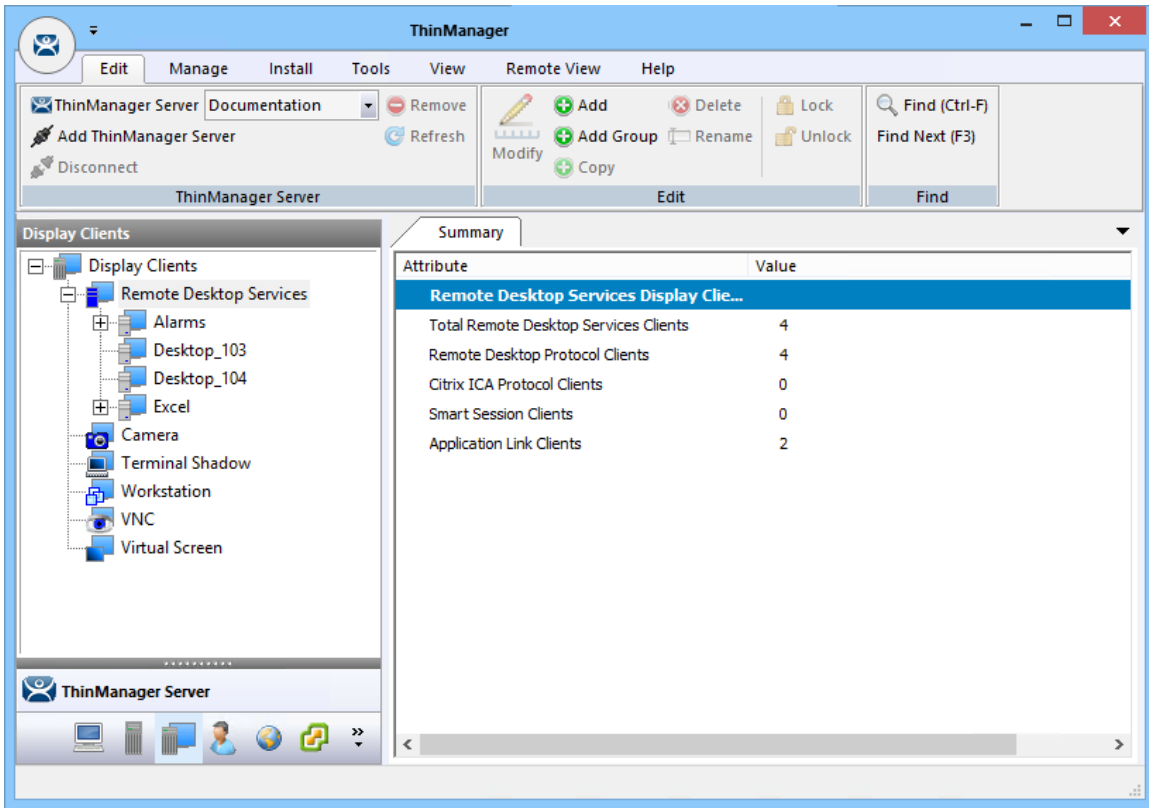 ThinManager
Edit Manage Install Tools View Remote View Help
ThinManager Server Documentation Remove
Add ThinManager Server Refresh
Disconnect
ThinManager Server
Modify
Add Delete Lock
Add Group Rename Unlock
Copy
Edit
Find (Ctrl-F)
Find Next (F3)
Find
Display Clients
Display Clients
Remote Desktop Services
Alarms
Desktop_103
Desktop_104
Excel
Camera
Terminal Shadow
Workstation
VNC
Virtual Screen
ThinManager Server
Summary
Attribute Value
Remote Desktop Services Display Clie...
Total Remote Desktop Services Clients 4
Remote Desktop Protocol Clients 4
Citrix ICA Protocol Clients 0
Smart Session Clients 0
Application Link Clients 2